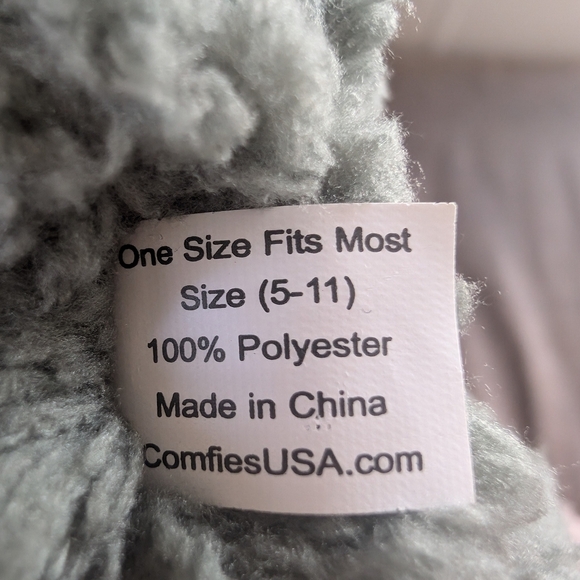 One Size Fits Most
Size (5-11)
100% Polyester
Made in China
ComfiesUSA.com